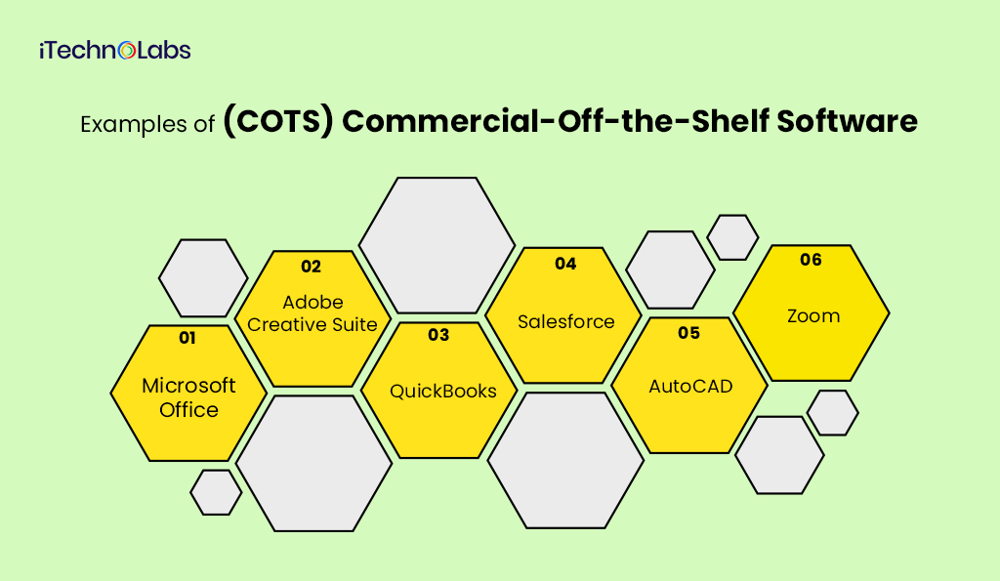 iTechnoLabs
Examples of (COTS) Commercial-Off-the-Shelf Software
01
Microsoft
Office
02
Adobe
Creative Suite
03
QuickBooks
04
Salesforce
05
AutoCAD
06
Zoom